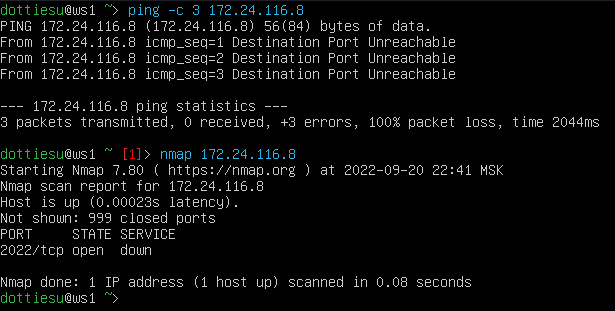 dottiesu@ws1 ~> ping -c 3 172.24.116.8
PING 172.24.116.8 (172.24.116.8) 56(84) bytes of data.
From 172.24.116.8 icmp_seq=1 Destination Port Unreachable
From 172.24.116.8 icmp_seq=2 Destination Port Unreachable
From 172.24.116.8 icmp_seq=3 Destination Port Unreachable
--- 172.24.116.8 ping statistics ---
3 packets transmitted, 0 received, +3 errors, 100% packet loss, time 2044ms
dottiesu@ws1 ~ [1]> nmap 172.24.116.8
Starting Nmap 7.80 ( https://nmap.org ) at 2022-09-20 22:41 MSK
Nmap scan report for 172.24.116.8
Host is up (0.00023s latency).
Not shown: 999 closed ports
PORT     STATE SERVICE
2022/tcp open  down
Nmap done: 1 IP address (1 host up) scanned in 0.08 seconds
dottiesu@ws1 ~>